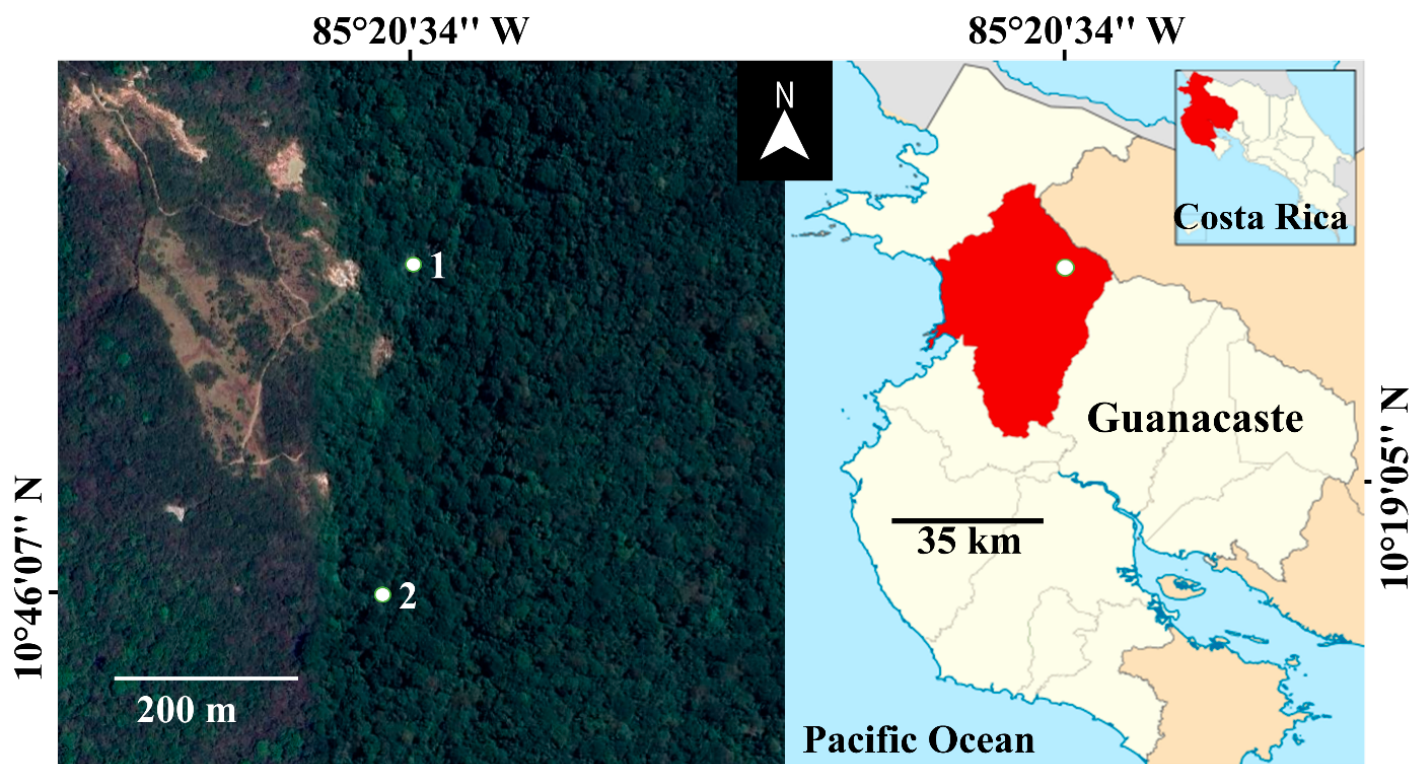 85°20'34'' W
85°20'34'' W
N
Costa Rica
1
Guanacaste
10°19'05'' N
10°46'07'' N
35 km
2
200 m
Pacific Ocean